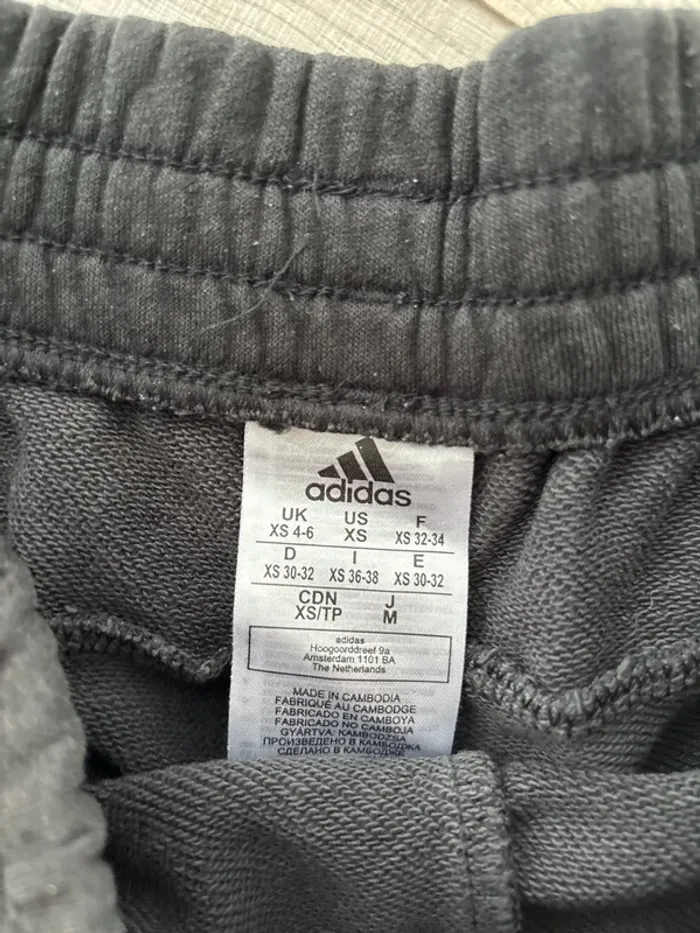 adidas
UK US F
XS 4-6 XS XS 32-34
D I E
XS 30-32 XS 36-38 XS 30-32
CDN J
XS/TP M
adidas
Hoogoorddreef 9a
Amsterdam 1101 BA
The Netherlands
MADE IN CAMBODIA
FABRIQUÉ AU CAMBODGE
FABRICADO EN CAMBOYA
FABRICADO NO CAMBOJA
GYÁRTVA: KAMBODZSA
ПРОИЗВЕДЕНО В КАМБОДЖА
СДЕЛАНО В КАМБОДЖЕ